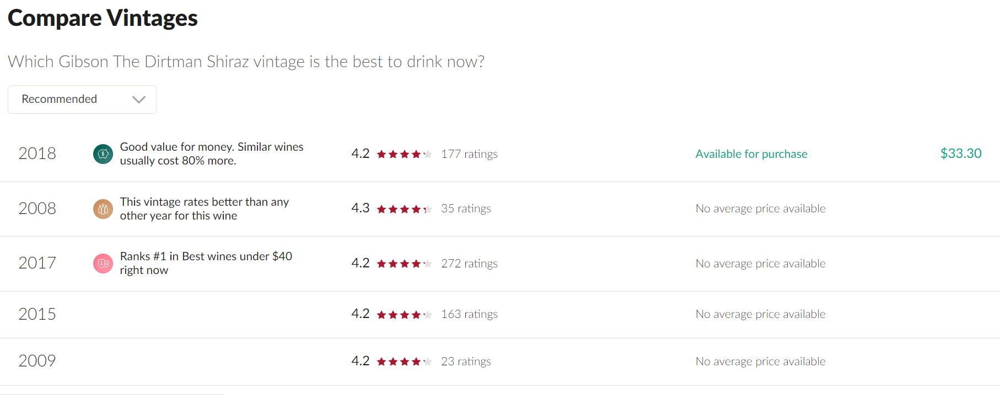 Compare Vintages
Which Gibson The Dirtman Shiraz vintage is the best to drink now?
Recommended
2018
Good value for money. Similar wines
usually cost 80% more.
4.2
177 ratings
Available for purchase
$33.30
2008
This vintage rates better than any
other year for this wine
4.3
35 ratings
No average price available
2017
Ranks #1 in Best wines under $40
right now
4.2
272 ratings
No average price available
2015
4.2
163 ratings
No average price available
2009
4.2
23 ratings
No average price available